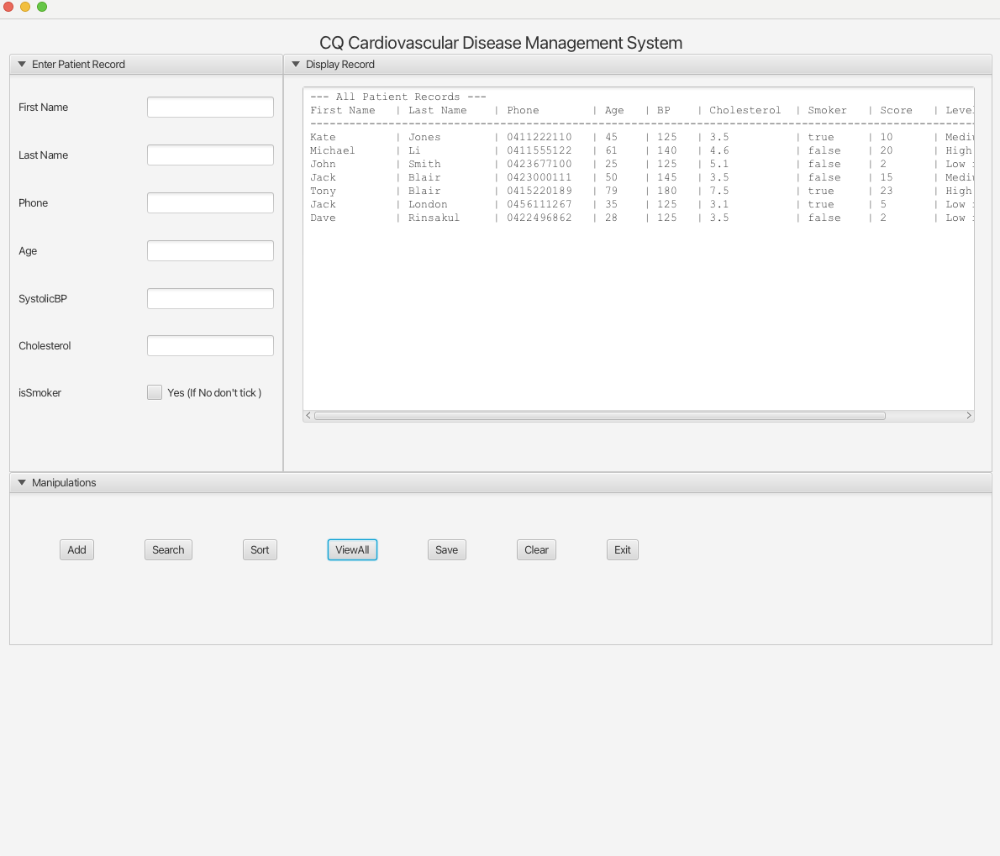 CQ Cardiovascular Disease Management System
Enter Patient Record
First Name
Last Name
Phone
Age
SystolicBP
Cholesterol
isSmoker
Yes (If No don't tick )
Display Record
--- All Patient Records ---
First Name | Last Name | Phone | Age | BP | Cholesterol | Smoker | Score |
Kate | Jones | 0411222110 | 45 | 125 | 3.5 | true | 10 |
Michael | Li | 0411555122 | 61 | 140 | 4.6 | false | 20 | High
John | Smith | 0423677100 | 25 | 125 | 5.1 | false | 2 | Low
Jack | Blair | 0423000111 | 50 | 145 | 3.5 | false | 15 |
Tony | Blair | 0415220189 | 79 | 180 | 7.5 | true | 23 | High
Jack | London | 0456111267 | 35 | 125 | 3.1 | true | 5 | Low
Dave | Rinsakul | 0422496862 | 28 | 125 | 3.5 | false | 2 | Low
Manipulations
Add Search Sort ViewAll Save Clear Exit